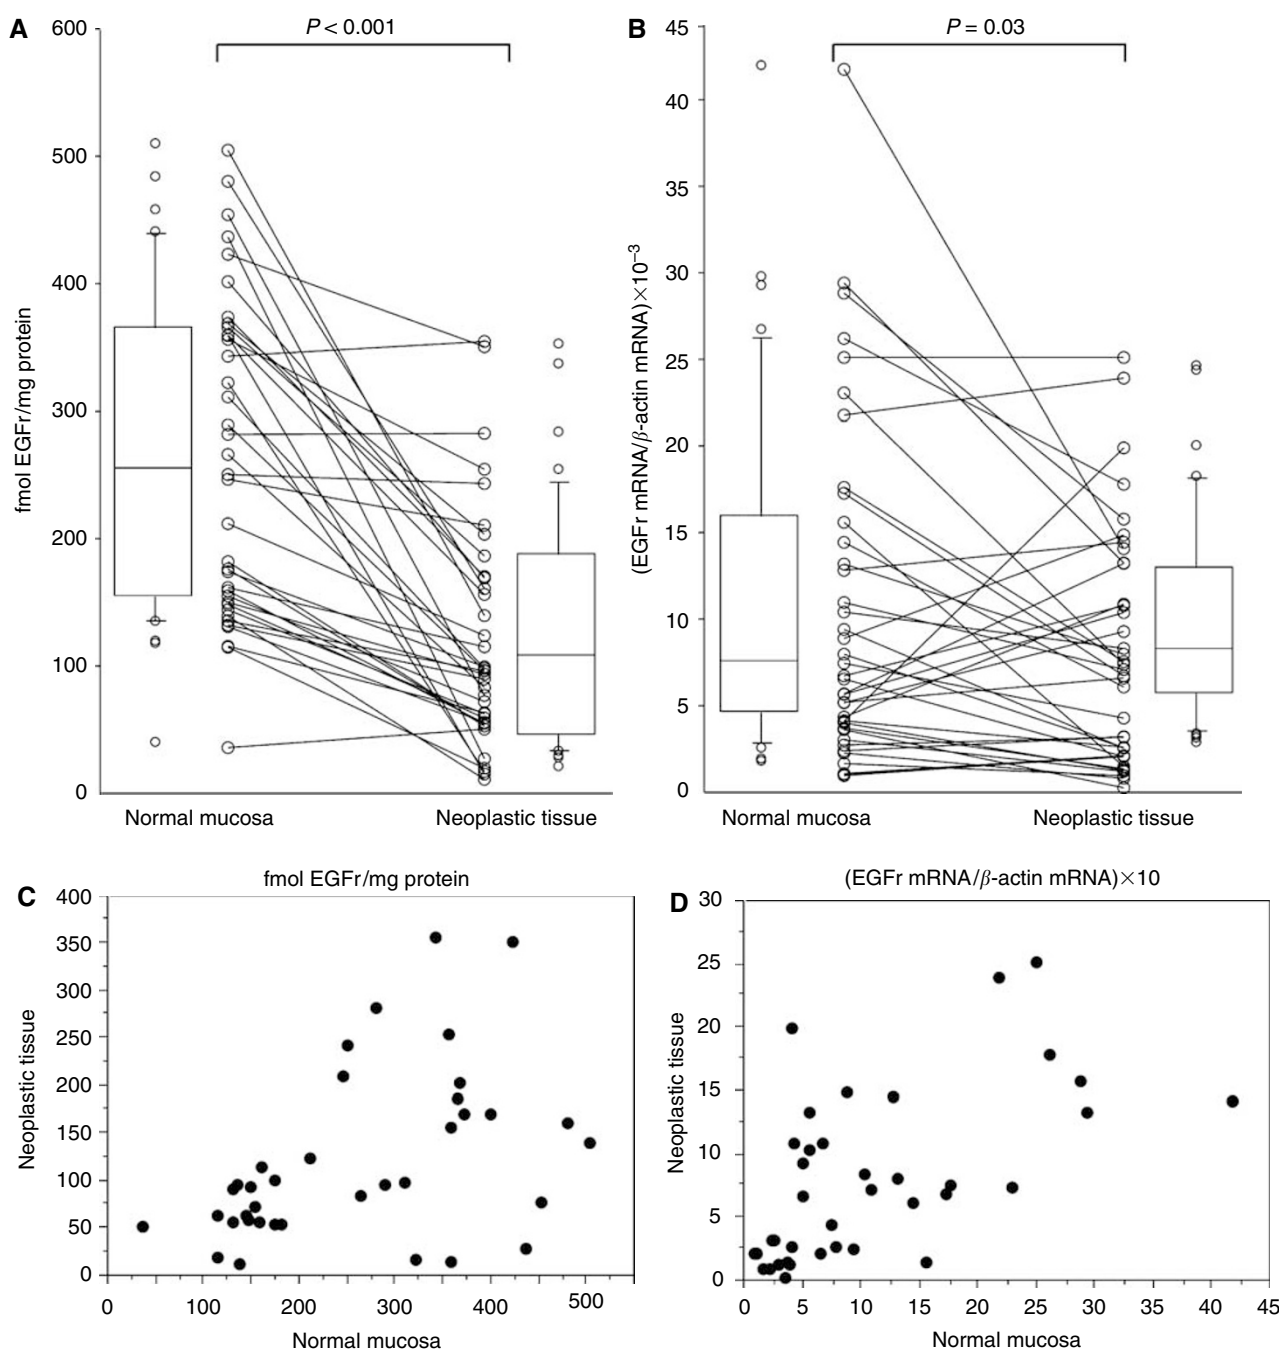 A
P < 0.001
600
500
400
300
200
100
0
fmol EGFr/mg protein
Normal mucosa
Neoplastic tissue
B
P = 0.03
45
40
35
30
25
20
15
10
5
0
(EGFr mRNA/β-actin mRNA)×10⁻³
Normal mucosa
Neoplastic tissue
C
fmol EGFr/mg protein
400
350
300
250
200
150
100
50
0
Neoplastic tissue
0 100 200 300 400 500
Normal mucosa
D
(EGFr mRNA/β-actin mRNA)×10
30
25
20
15
10
5
0
Neoplastic tissue
0 5 10 15 20 25 30 35 40 45
Normal mucosa